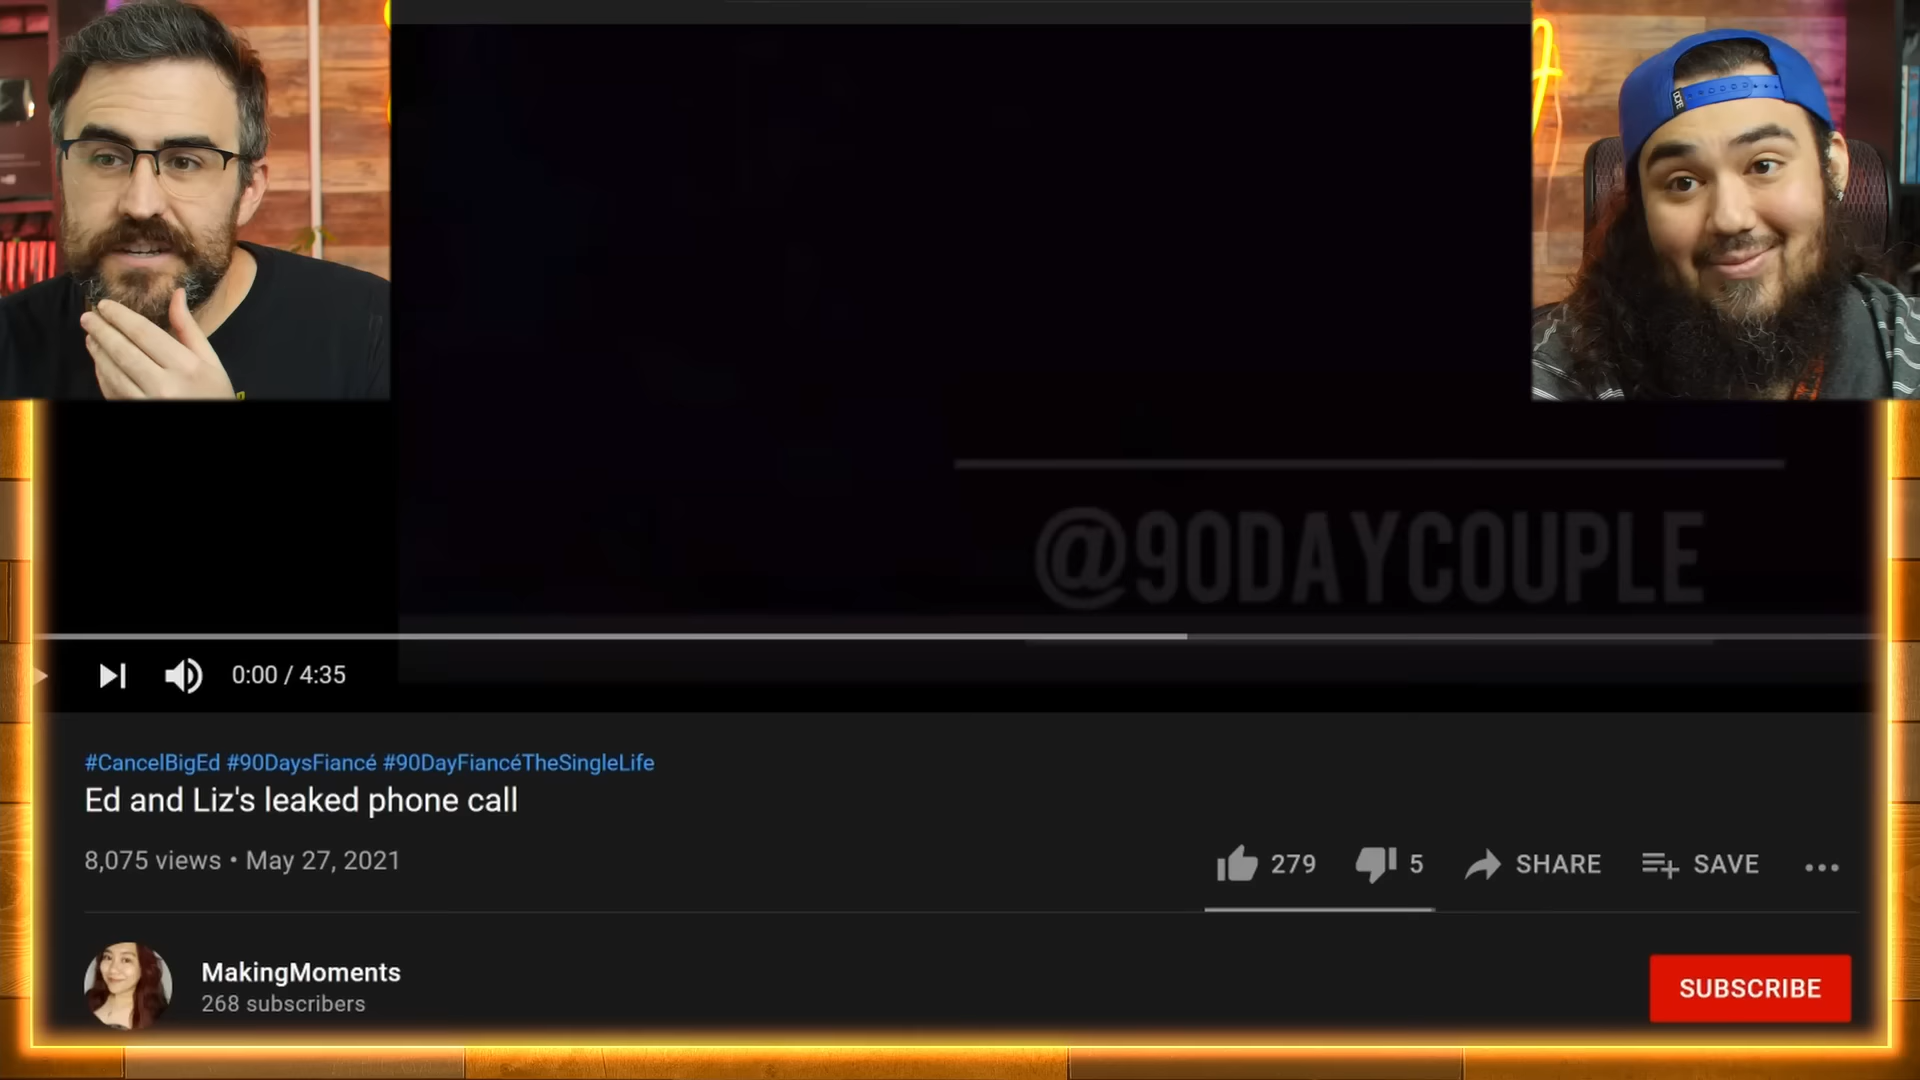 @90DAYCOUPLE
0:00 / 4:35
#CancelBigEd #90DaysFiancé #90DayFiancéTheSingleLife
Ed and Liz's leaked phone call
8,075 views • May 27, 2021
279 5 SHARE SAVE ...
MakingMoments
268 subscribers
SUBSCRIBE